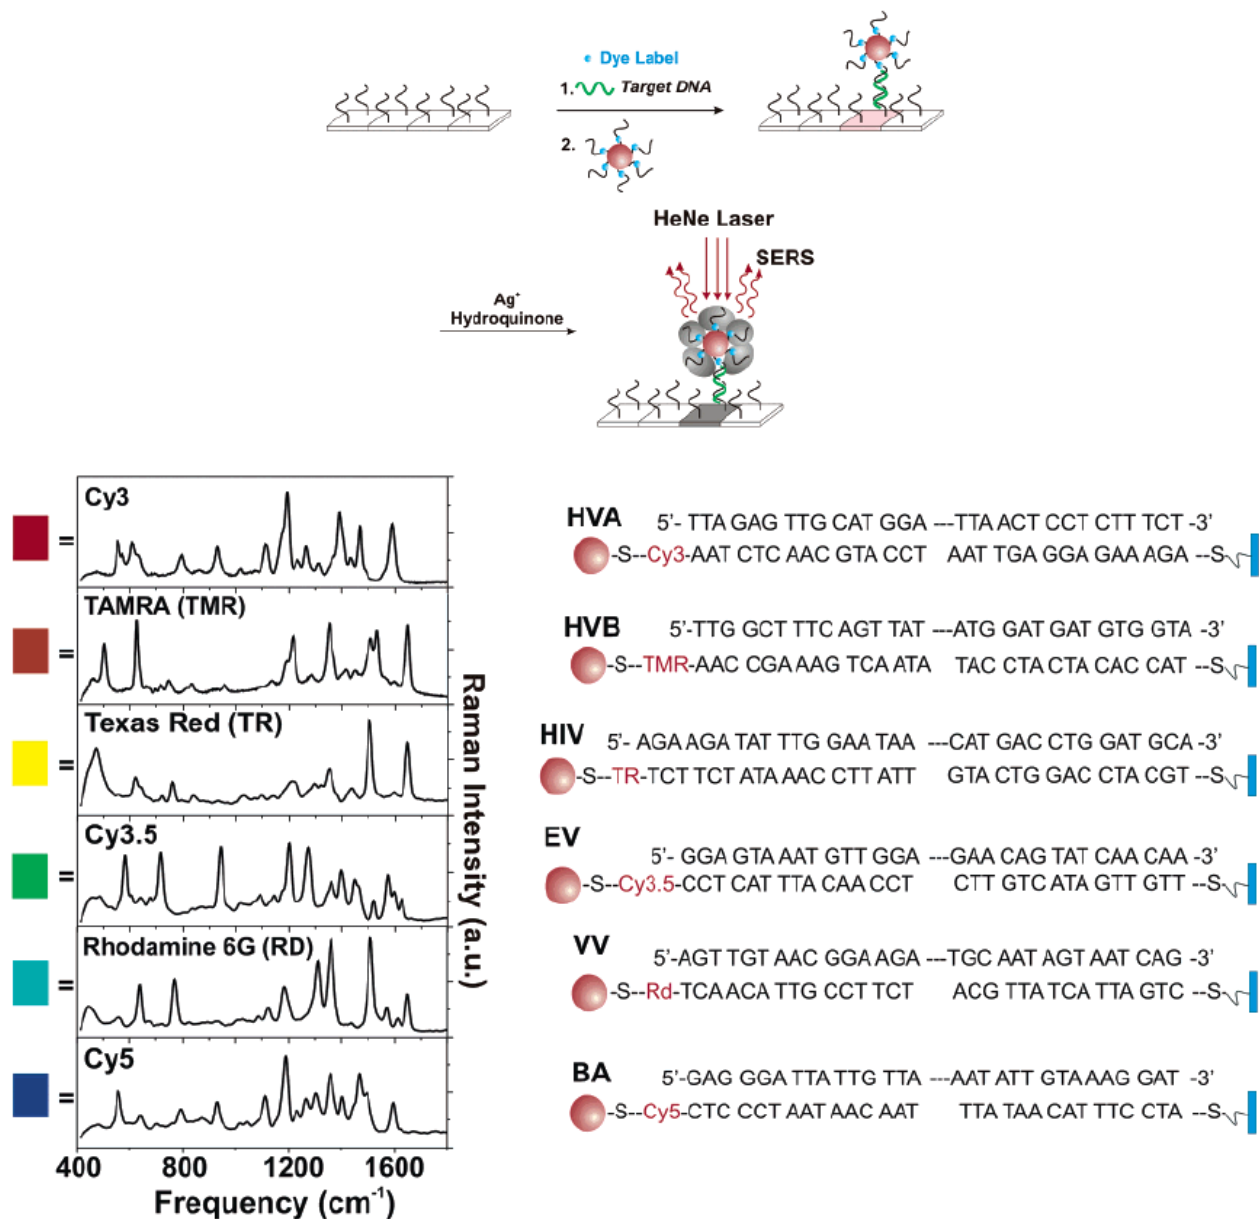 Dye Label
1. Target DNA
2.
HeNe Laser
SERS
Ag⁺
Hydroquinone
Cy3
=
TAMRA (TMR)
=
Texas Red (TR)
=
Cy3.5
=
Rhodamine 6G (RD)
=
Cy5
=
400 800 1200 1600
Frequency (cm⁻¹)
Raman Intensity (a.u.)
HVA
5'- TTA GAG TTG CAT GGA ---TTA ACT CCT CTT TCT -3'
-S--Cy3-AAT CTC AAC GTA CCT AAT TGA GGA GAA AGA --S
HVB
5'-TTG GCT TTC AGT TAT ---ATG GAT GAT GTG GTA -3'
-S--TMR-AAC CGA AAG TCA ATA TAC CTA CTA CAC CAT --S
HIV
5'- AGA AGA TAT TTG GAA TAA ---CAT GAC CTG GAT GCA -3'
-S--TR-TCT TCT ATA AAC CTT ATT GTA CTG GAC CTA CGT --S
EV
5'- GGA GTA AAT GTT GGA ---GAA CAG TAT CAA CAA -3'
-S--Cy3.5-CCT CAT TTA CAA CCT CTT GTC ATA GTT GTT --S
VV
5'-AGT TGT AAC GGA AGA ---TGC AAT AGT AAT CAG -3'
-S--Rd-TCA ACA TTG CCT TCT ACG TTA TCA TTA GTC --S
BA
5'-GAG GGA TTA TTG TTA ---AAT ATT GTA AAG GAT -3'
-S--Cy5-CTC CCT AAT AAC AAT TTA TAA CAT TTC CTA --S